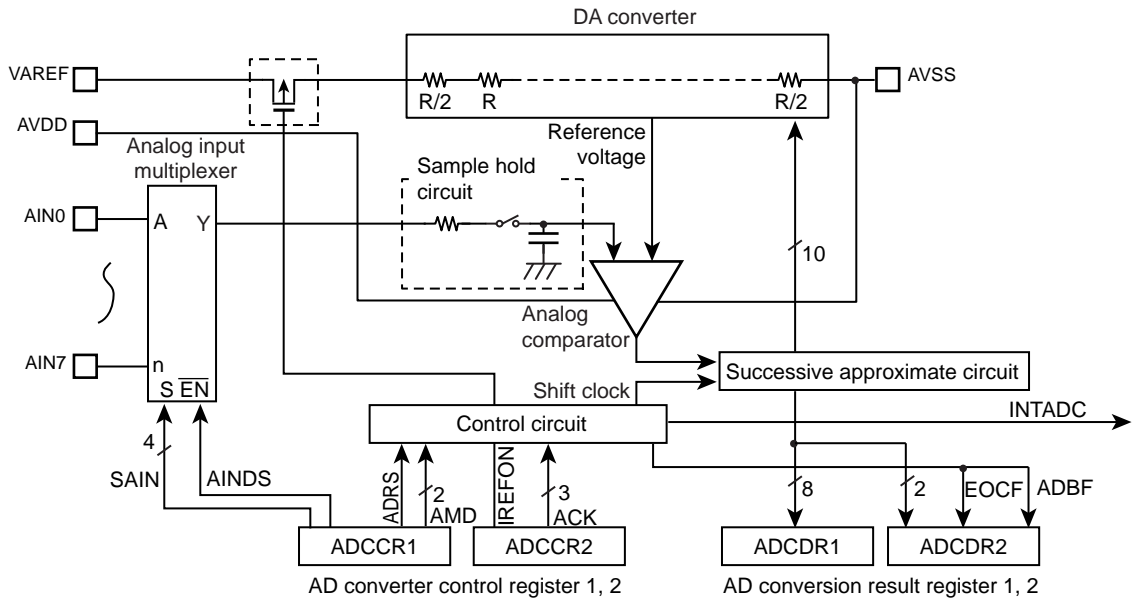 DA converter
VAREF
AVSS
R/2
R
R/2
AVDD
Analog input
multiplexer
Reference
voltage
Sample hold
circuit
AIN0
A
Y
10
Analog
comparator
AIN7
n
S EN
Successive approximate circuit
Shift clock
INTADC
Control circuit
4
SAIN
AINDS
ADRS
2
AMD
IREFON
3
ACK
8
2
EOCF
ADBF
ADCCR1
ADCCR2
ADCDR1
ADCDR2
AD converter control register 1, 2
AD conversion result register 1, 2